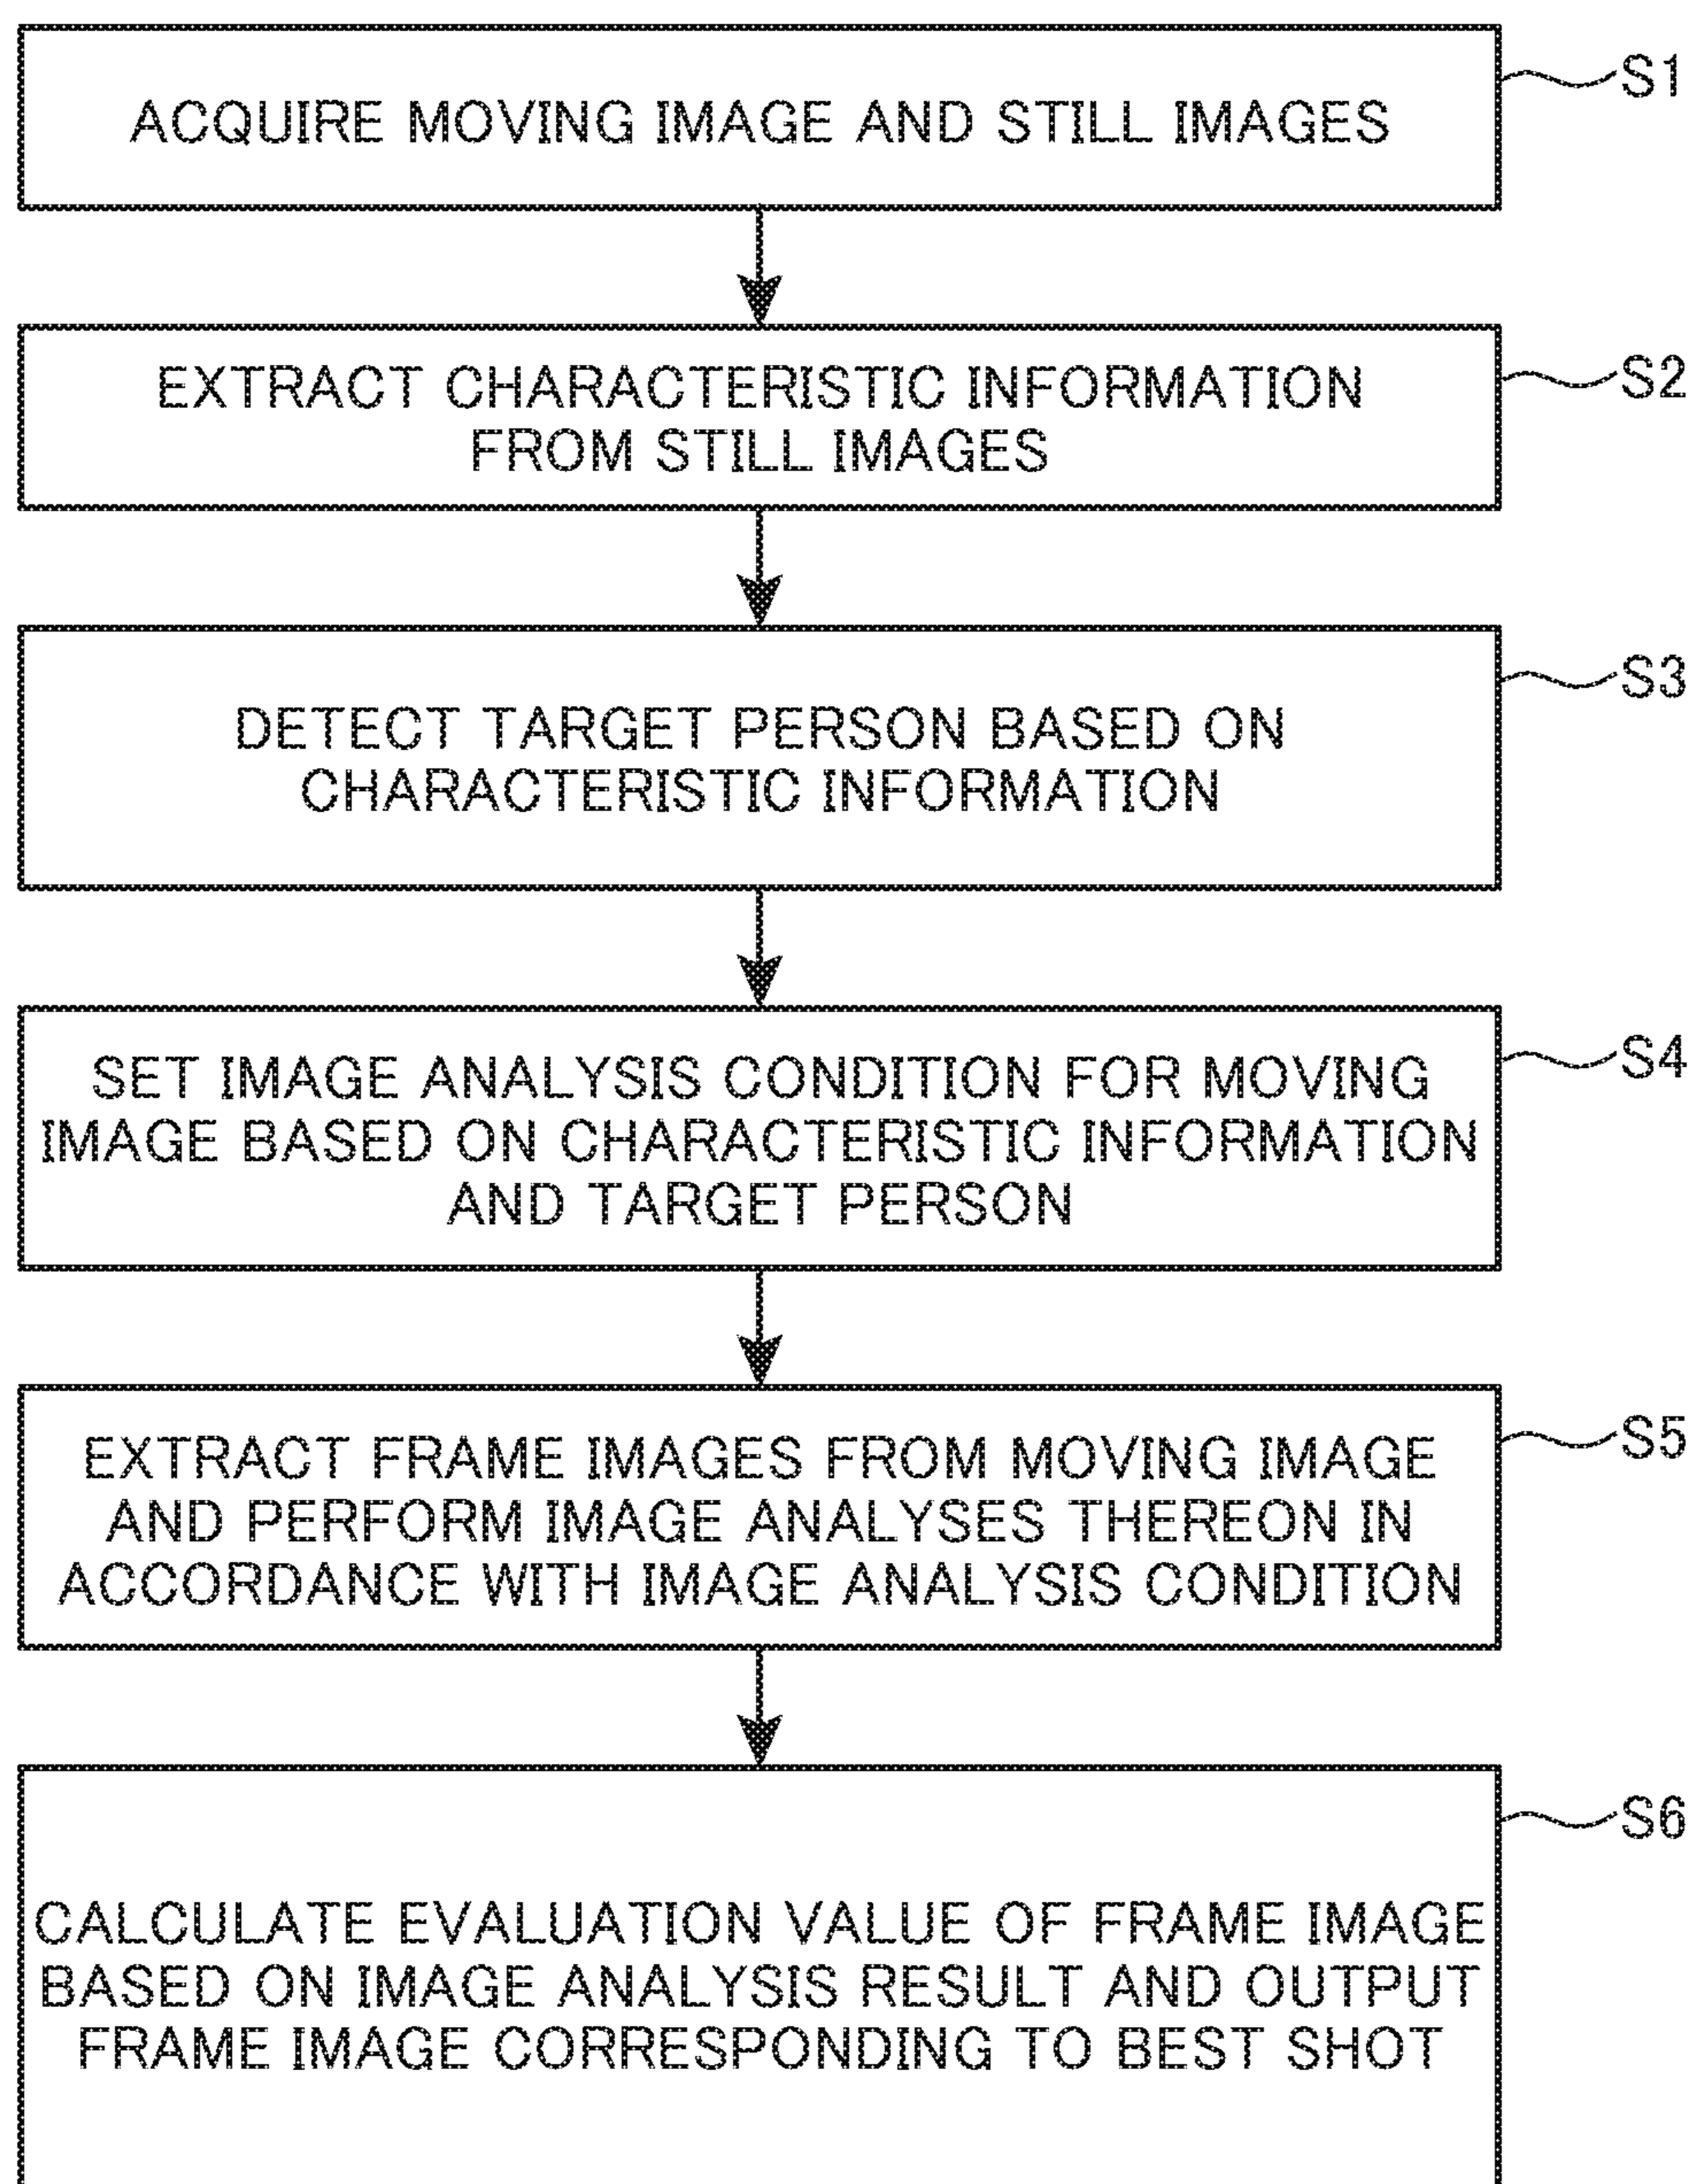 ACQUIRE MOVING IMAGE AND STILL IMAGES
S1
EXTRACT CHARACTERISTIC INFORMATION
FROM STILL IMAGES
S2
DETECT TARGET PERSON BASED ON
CHARACTERISTIC INFORMATION
S3
SET IMAGE ANALYSIS CONDITION FOR MOVING
IMAGE BASED ON CHARACTERISTIC INFORMATION
AND TARGET PERSON
S4
EXTRACT FRAME IMAGES FROM MOVING IMAGE
AND PERFORM IMAGE ANALYSES THEREON IN
ACCORDANCE WITH IMAGE ANALYSIS CONDITION
S5
CALCULATE EVALUATION VALUE OF FRAME IMAGE
BASED ON IMAGE ANALYSIS RESULT AND OUTPUT
FRAME IMAGE CORRESPONDING TO BEST SHOT
S6